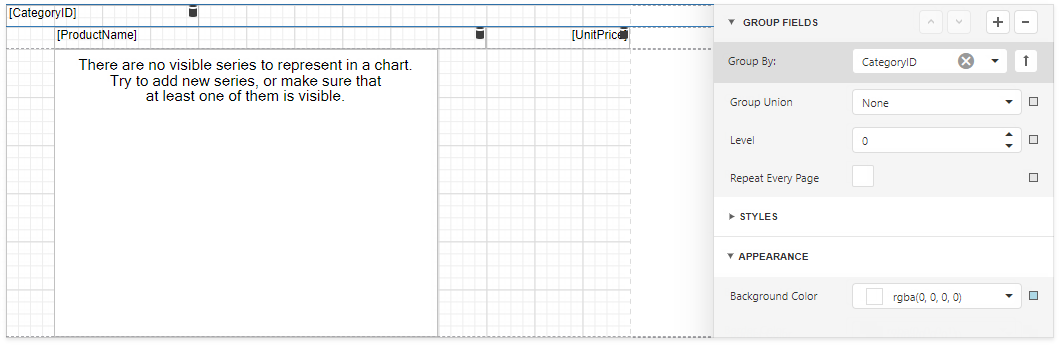 [CategoryID]
[ProductName]
[UnitPrice]
There are no visible series to represent in a chart.
Try to add new series, or make sure that
at least one of them is visible.
GROUP FIELDS
Group By:
CategoryID
Group Union
None
Level
0
Repeat Every Page
STYLES
APPEARANCE
Background Color
rgba(0, 0, 0, 0)